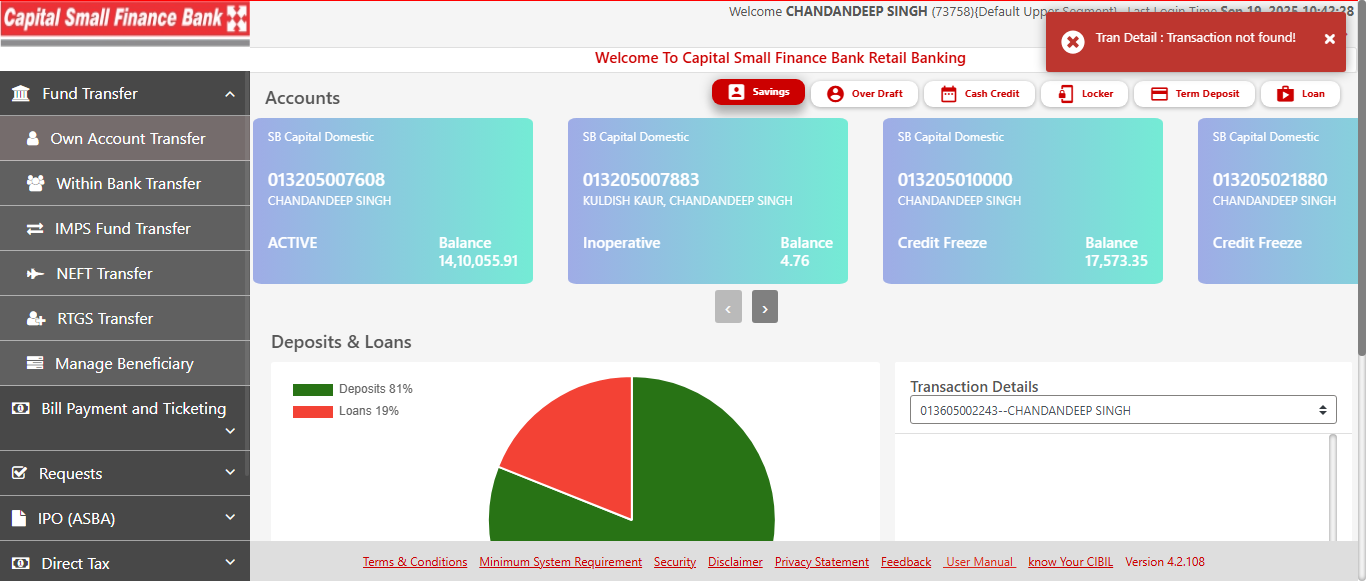 Capital Small Finance Bank
Welcome CHANDANDEEP SINGH (73758){Default Upper Segment} Last Login Time Sep 19, 2025 10:42:28
Tran Detail : Transaction not found!
Welcome To Capital Small Finance Bank Retail Banking
Fund Transfer
Own Account Transfer
Within Bank Transfer
IMPS Fund Transfer
NEFT Transfer
RTGS Transfer
Manage Beneficiary
Bill Payment and Ticketing
Requests
IPO (ASBA)
Direct Tax
Accounts
Savings
Over Draft
Cash Credit
Locker
Term Deposit
Loan
SB Capital Domestic
013205007608
CHANDANDEEP SINGH
ACTIVE
Balance
14,10,055.91
SB Capital Domestic
013205007883
KULDISH KAUR, CHANDANDEEP SINGH
Inoperative
Balance
4.76
SB Capital Domestic
013205010000
CHANDANDEEP SINGH
Credit Freeze
Balance
17,573.35
SB Capital Domestic
013205021880
CHANDANDEEP SINGH
Credit Freeze
Deposits & Loans
Deposits 81%
Loans 19%
Transaction Details
013605002243--CHANDANDEEP SINGH
Terms & Conditions Minimum System Requirement Security Disclaimer Privacy Statement Feedback User Manual know Your CIBIL Version 4.2.108